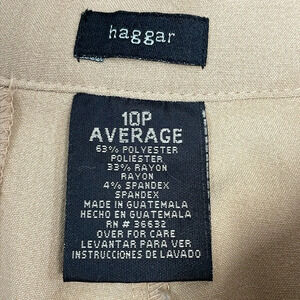 haggar
10P
AVERAGE
63% POLYESTER
POLIESTER
33% RAYON
RAYON
4% SPANDEX
SPANDEX
MADE IN GUATEMALA
HECHO EN GUATEMALA
RN # 36632
OVER FOR CARE
LEVANTAR PARA VER
INSTRUCCIONES DE LAVADO